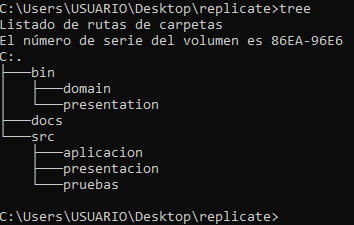 C:\Users\USUARIO\Desktop\replicate>tree
Listado de rutas de carpetas
El número de serie del volumen es 86EA-96E6
C:.
├───bin
│   ├───domain
│   └───presentation
├───docs
└───src
    ├───aplicacion
    ├───presentacion
    └───pruebas
C:\Users\USUARIO\Desktop\replicate>